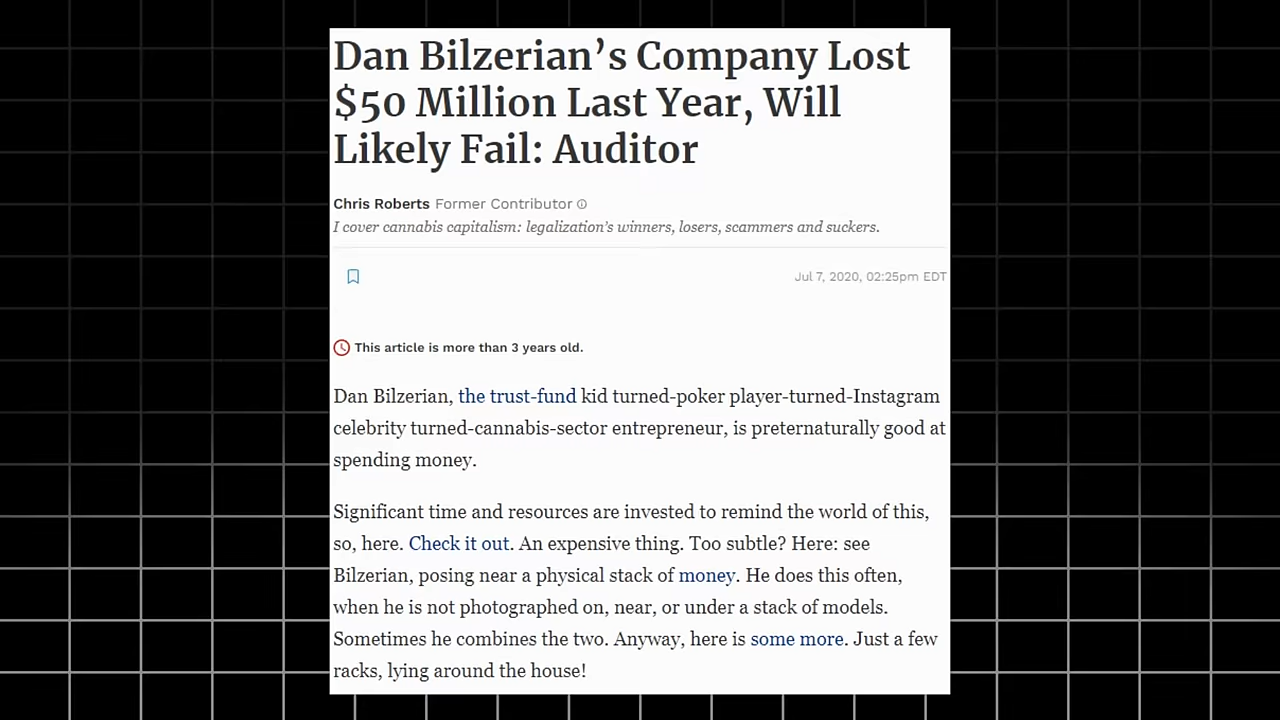 Dan Bilzerian’s Company Lost
$50 Million Last Year, Will
Likely Fail: Auditor
Chris Roberts Former Contributor
I cover cannabis capitalism: legalization’s winners, losers, scammers and suckers.
Jul 7, 2020, 02:25pm EDT
This article is more than 3 years old.
Dan Bilzerian, the trust-fund kid turned-poker player-turned-Instagram
celebrity turned-cannabis-sector entrepreneur, is preternaturally good at
spending money.
Significant time and resources are invested to remind the world of this,
so, here. Check it out. An expensive thing. Too subtle? Here: see
Bilzerian, posing near a physical stack of money. He does this often,
when he is not photographed on, near, or under a stack of models.
Sometimes he combines the two. Anyway, here is some more. Just a few
racks, lying around the house!